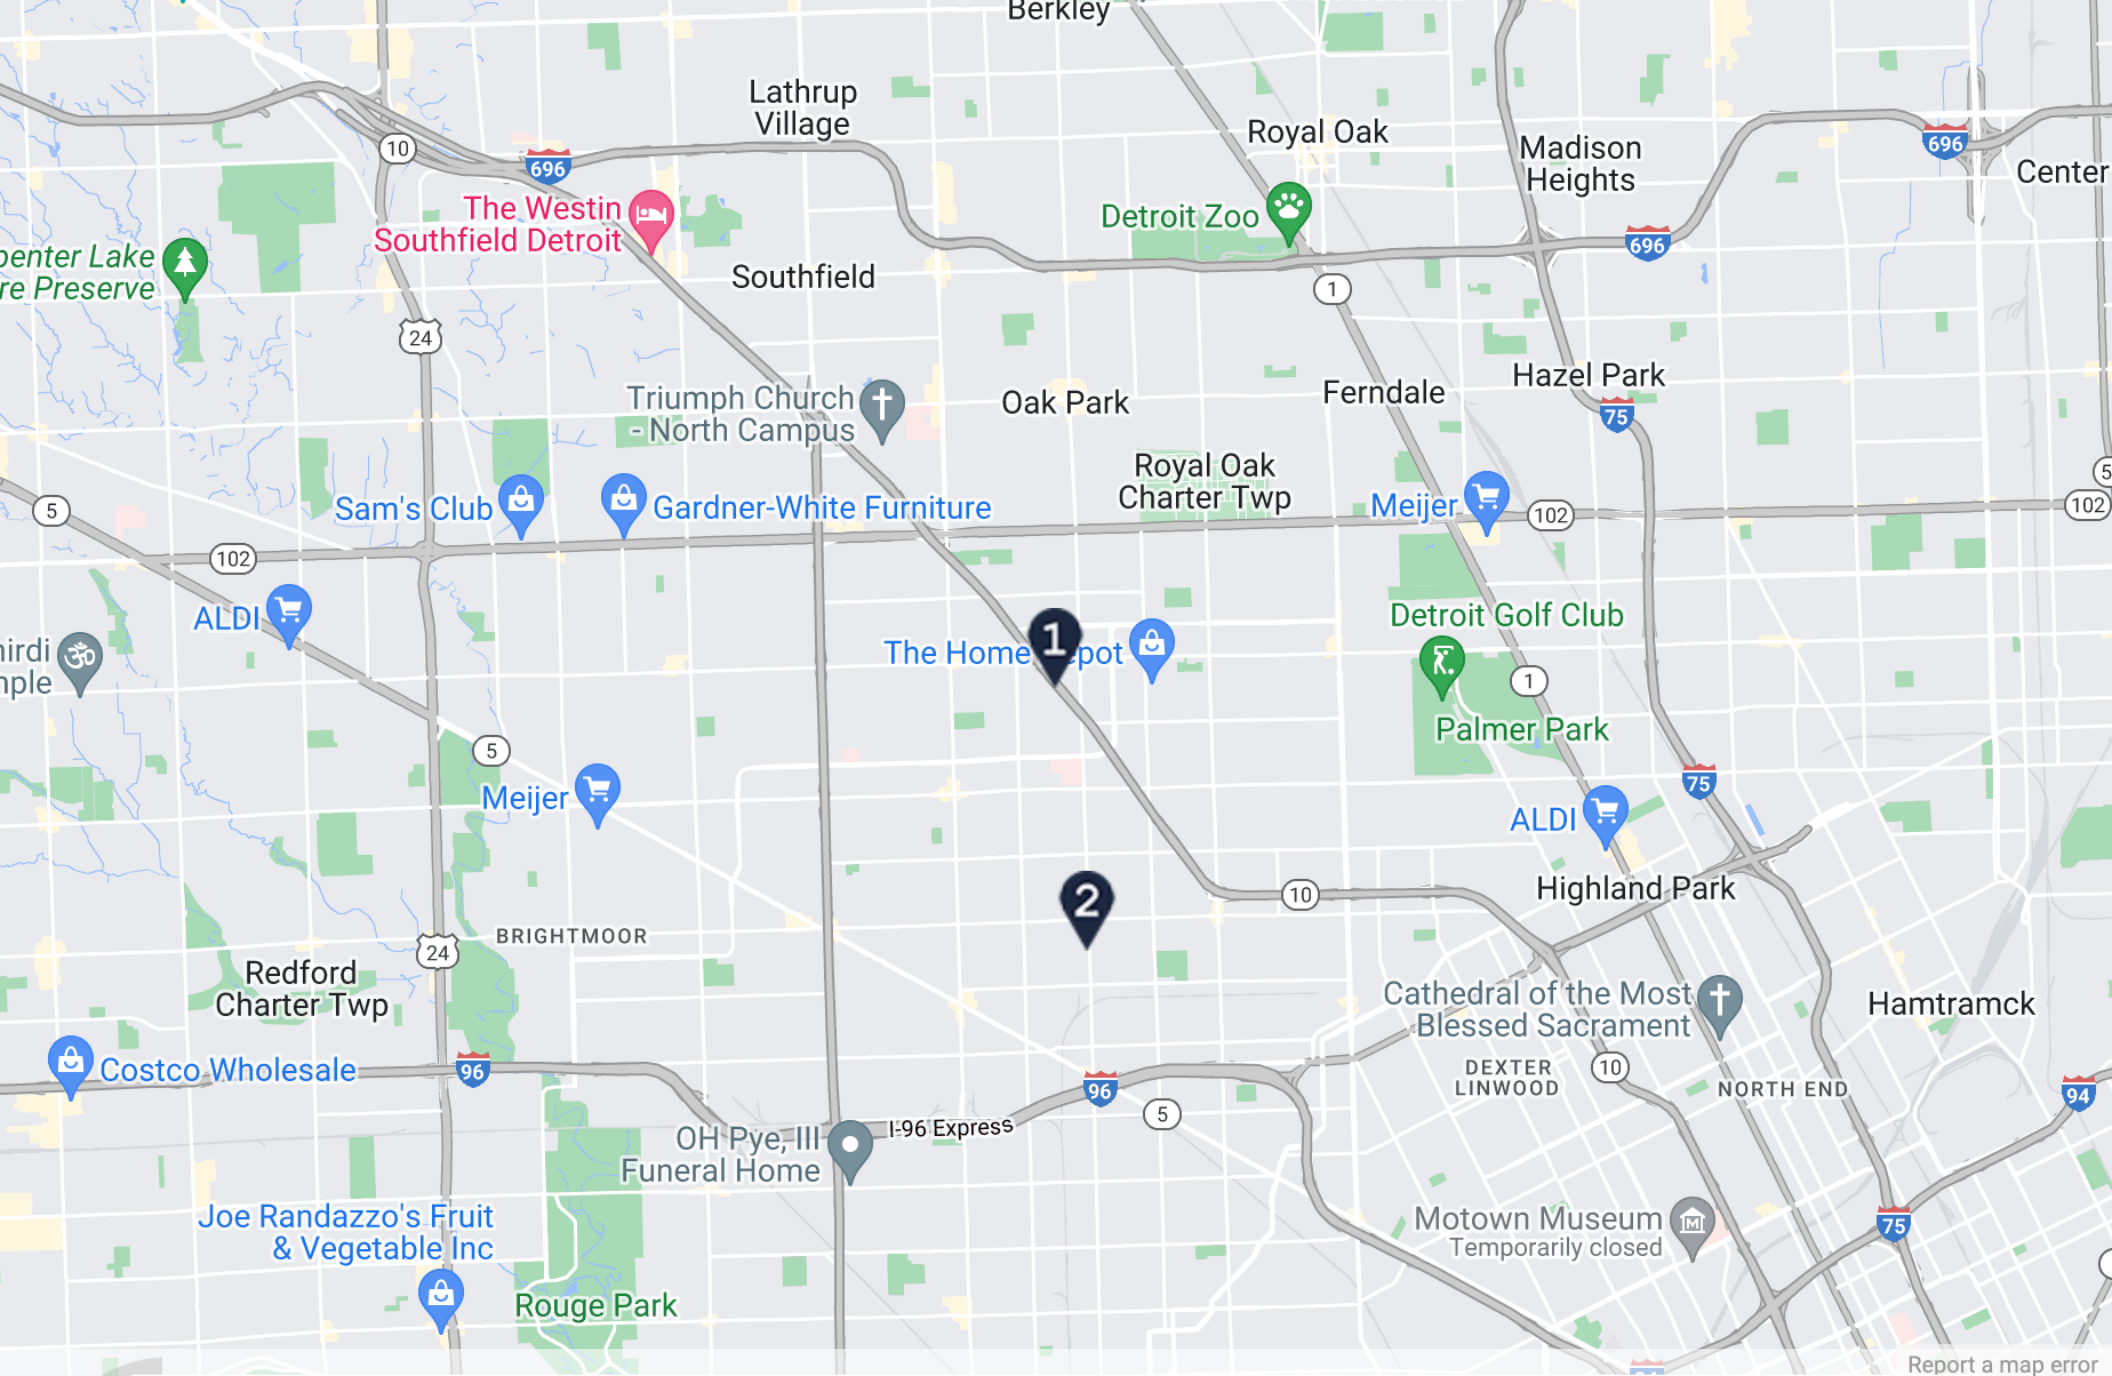 Berkley
Lathrup
Village
Royal Oak
Madison
Heights
10
696
696
Center
The Westin
Southfield Detroit
Detroit Zoo
696
penter Lake
re Preserve
Southfield
1
24
Triumph Church
- North Campus
Oak Park
Ferndale
Hazel Park
75
Royal Oak
Charter Twp
5
Sam's Club
Gardner-White Furniture
Meijer
102
102
5
102
ALDI
Detroit Golf Club
hirdi
mple
The Home
pot
1
1
Palmer Park
5
Meijer
75
ALDI
2
10
Highland Park
BRIGHTMOOR
24
Redford
Charter Twp
Cathedral of the Most
Blessed Sacrament
Hamtramck
Costco Wholesale
96
96
DEXTER
LINWOOD
10
NORTH END
94
OH Pye, III
Funeral Home
I-96 Express
5
Joe Randazzo's Fruit
& Vegetable Inc
Motown Museum
Temporarily closed
M
75
Rouge Park
Report a map error